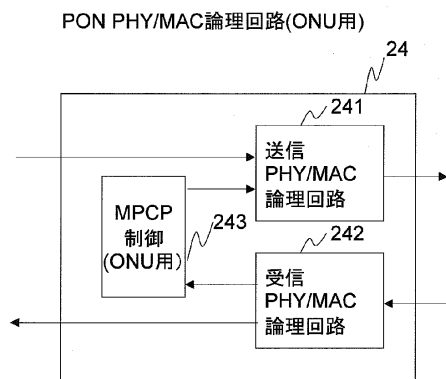 PON PHY/MAC論理回路(ONU用)
24
241
送信
PHY/MAC
論理回路
MPCP
制御
(ONU用)
243
242
受信
PHY/MAC
論理回路